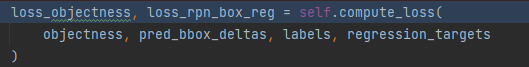 loss_objectness, loss_rpn_box_reg = self.compute_loss(
    objectness, pred_bbox_deltas, labels, regression_targets
)